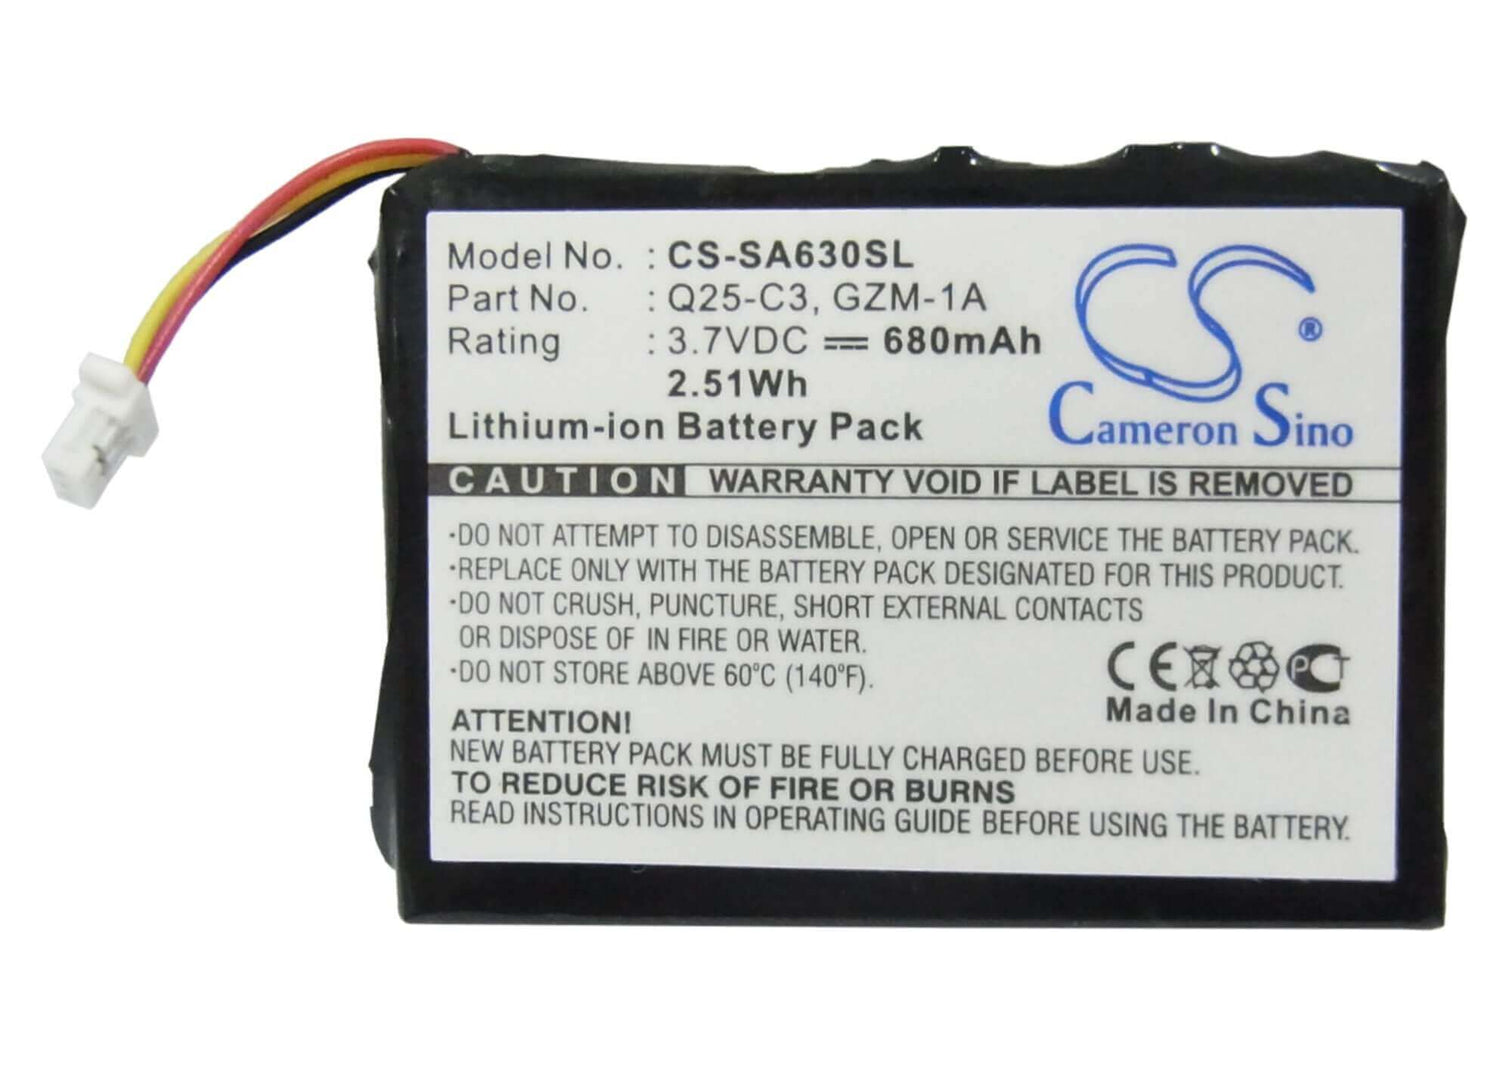 Model No. : CS-SA630SL
Part No. : Q25-C3, GZM-1A
Rating : 3.7VDC ⎓ 680mAh
2.51Wh
Lithium-ion Battery Pack
CS
®
Cameron Sino
CAUTION WARRANTY VOID IF LABEL IS REMOVED
·DO NOT ATTEMPT TO DISASSEMBLE, OPEN OR SERVICE THE BATTERY PACK.
·REPLACE ONLY WITH THE BATTERY PACK DESIGNATED FOR THIS PRODUCT.
·DO NOT CRUSH, PUNCTURE, SHORT EXTERNAL CONTACTS
OR DISPOSE OF IN FIRE OR WATER.
·DO NOT STORE ABOVE 60°C (140°F).
CE PCT
Made In China
ATTENTION!
NEW BATTERY PACK MUST BE FULLY CHARGED BEFORE USE.
TO REDUCE RISK OF FIRE OR BURNS
READ INSTRUCTIONS IN OPERATING GUIDE BEFORE USING THE BATTERY.